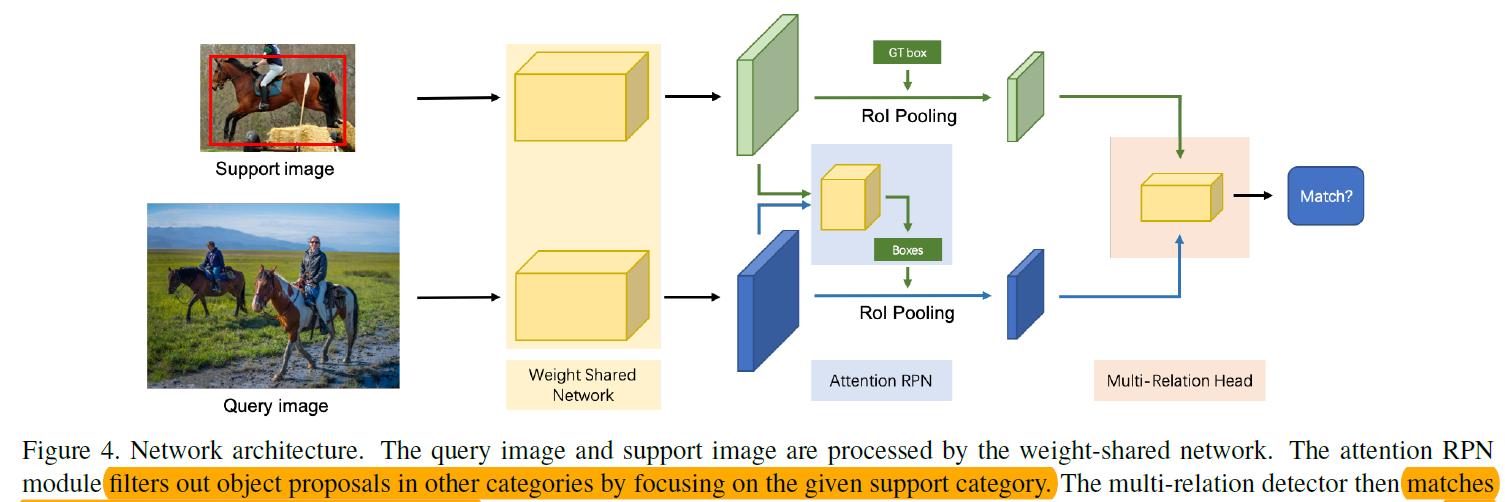 GT box
RoI Pooling
Support image
Match?
Boxes
RoI Pooling
Weight Shared
Network
Attention RPN
Multi-Relation Head
Query image
Figure 4. Network architecture. The query image and support image are processed by the weight-shared network. The attention RPN
module filters out object proposals in other categories by focusing on the given support category. The multi-relation detector then matches